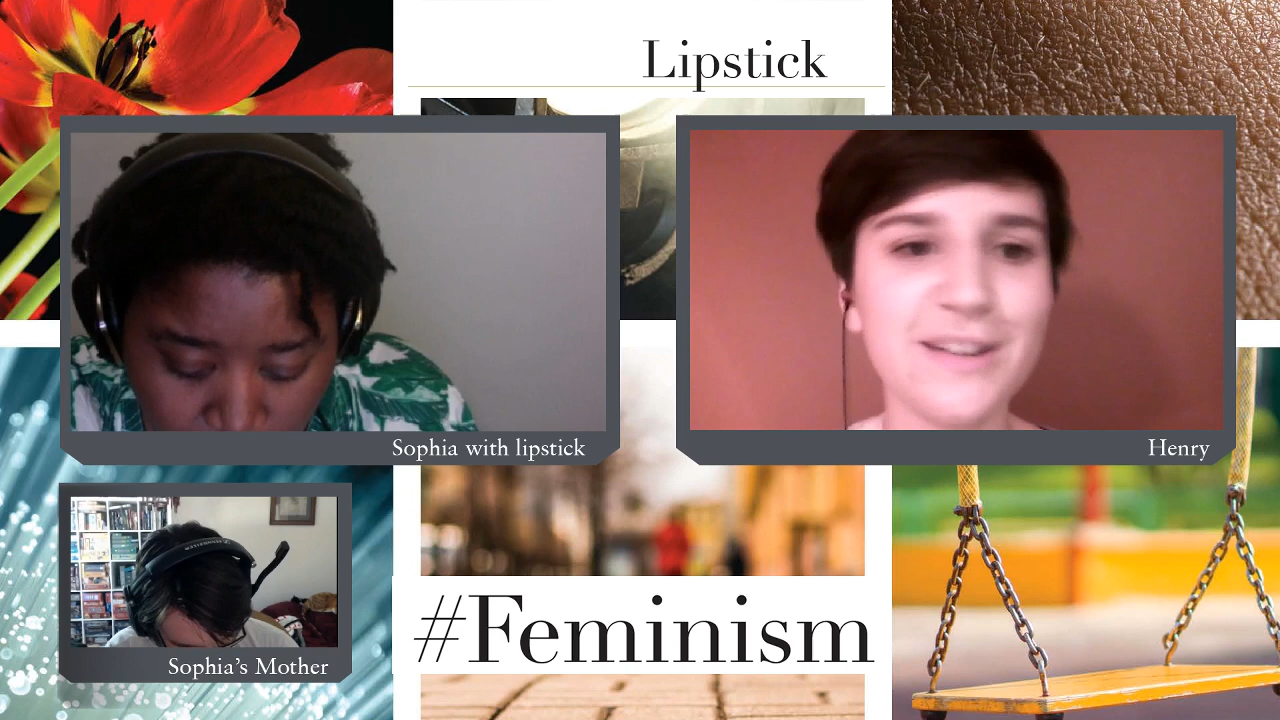 Lipstick
Sophia with lipstick
Henry
Sophia's Mother
#Feminism